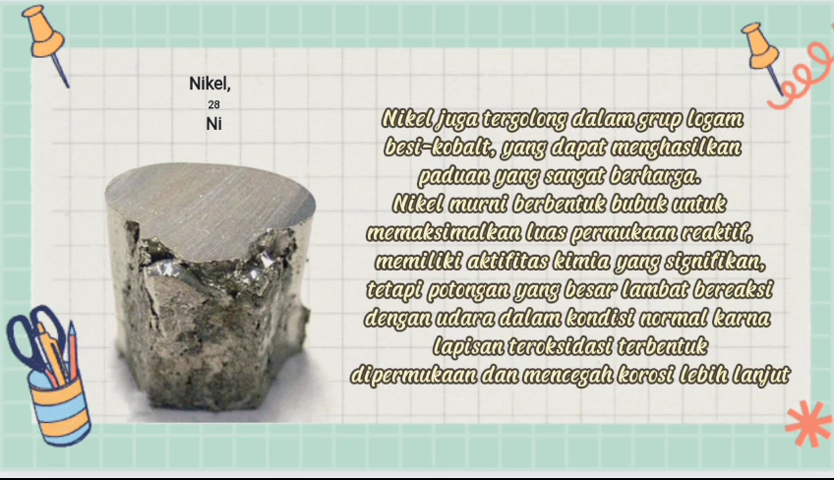 Nikel,
28
Ni
Nikel juga tergolong dalam grup logam
besi-kobalt, yang dapat menghasilkan
paduan yang sangat berharga.
Nikel murni berbentuk bubuk untuk
memaksimalkan luas permukaan reaktif,
memiliki aktifitas kimia yang signifikan,
tetapi potongan yang besar lambat bereaksi
dengan udara dalam kondisi normal karna
lapisan teroksidasi terbentuk
dipermukaan dan mencegah korosi lebih lanjut